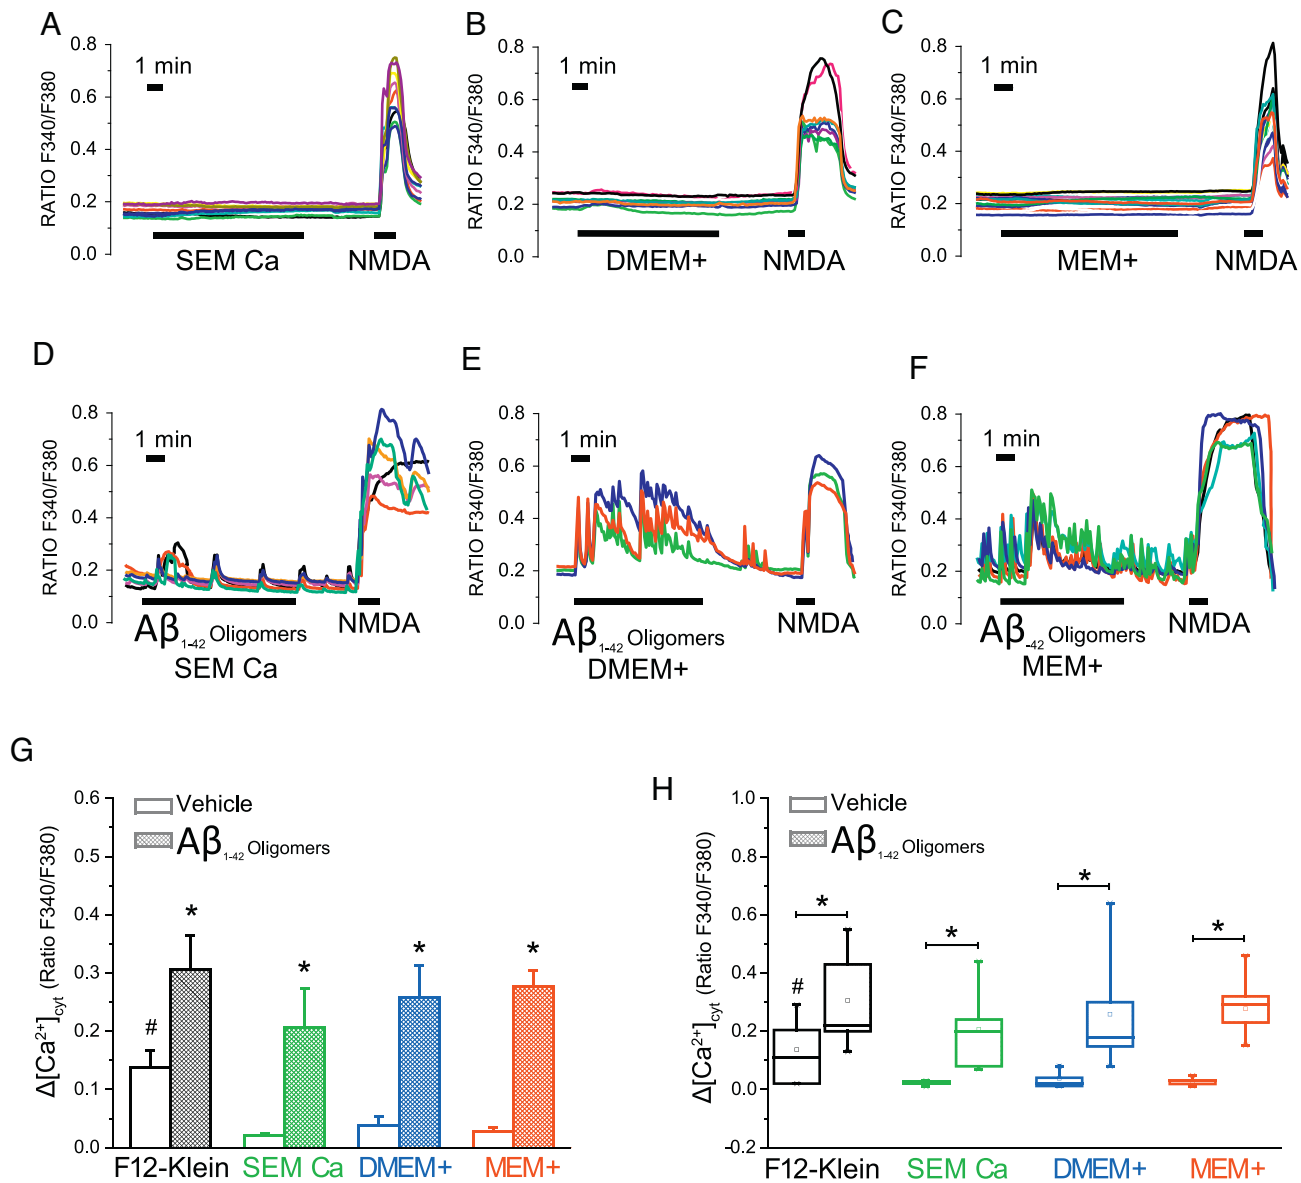 A
B
C
RATIO F340/F380
0.8
0.6
0.4
0.2
0.0
1 min
SEM Ca
NMDA
RATIO F340/F380
0.8
0.6
0.4
0.2
0.0
1 min
DMEM+
NMDA
RATIO F340/F380
0.8
0.6
0.4
0.2
0.0
1 min
MEM+
NMDA
D
E
F
RATIO F340/F380
0.8
0.6
0.4
0.2
0.0
1 min
Aβ1-42 Oligomers
SEM Ca
NMDA
RATIO F340/F380
0.8
0.6
0.4
0.2
0.0
1 min
Aβ1-42 Oligomers
DMEM+
NMDA
RATIO F340/F380
0.8
0.6
0.4
0.2
0.0
1 min
Aβ-42 Oligomers
MEM+
NMDA
G
Δ[Ca2+]cyt (Ratio F340/F380)
0.6
0.5
0.4
0.3
0.2
0.1
0.0
Vehicle
Aβ1-42 Oligomers
#
*
*
*
*
F12-Klein
SEM Ca
DMEM+
MEM+
H
Δ[Ca2+]cyt (Ratio F340/F380)
1.0
0.8
0.6
0.4
0.2
0.0
-0.2
Vehicle
Aβ1-42 Oligomers
#
*
*
*
*
F12-Klein
SEM Ca
DMEM+
MEM+